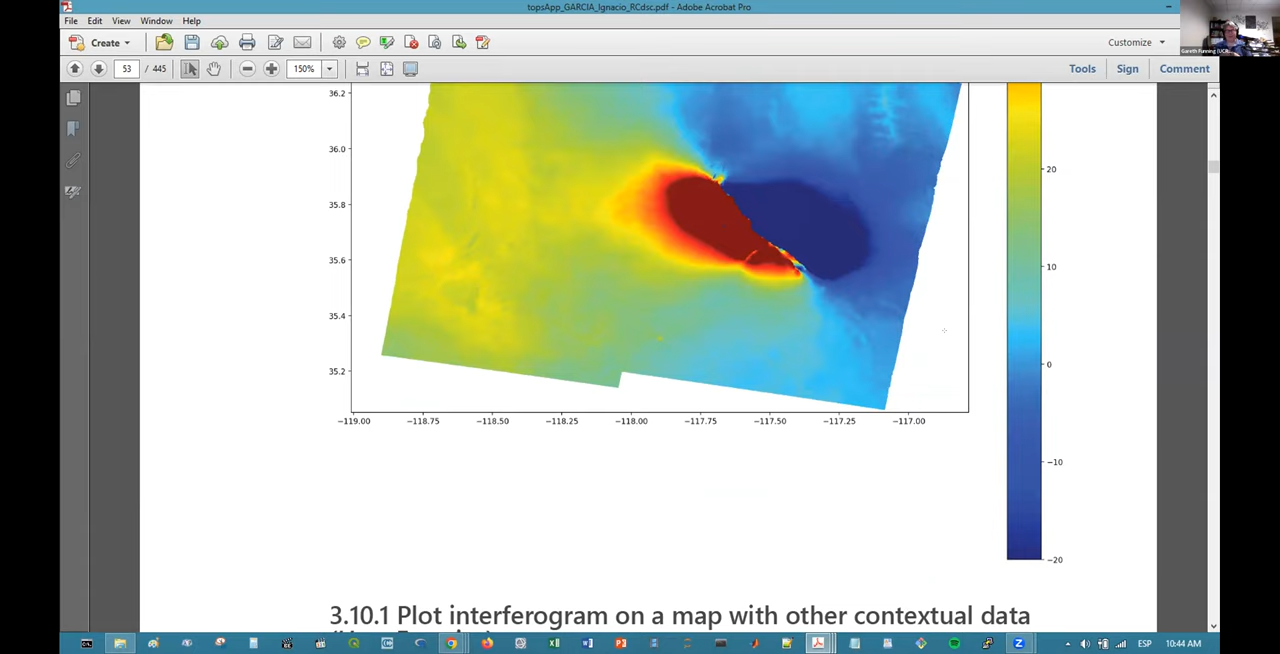 topsApp_GARCIA_Ignacio_RCdsc.pdf - Adobe Acrobat Pro
File Edit View Window Help
Create
Customize
53 / 445
150%
Tools Sign Comment
36.2
36.0
35.8
35.6
35.4
35.2
−119.00 −118.75 −118.50 −118.25 −118.00 −117.75 −117.50 −117.25 −117.00
20
10
0
−10
−20
3.10.1 Plot interferogram on a map with other contextual data
ESP 10:44 AM